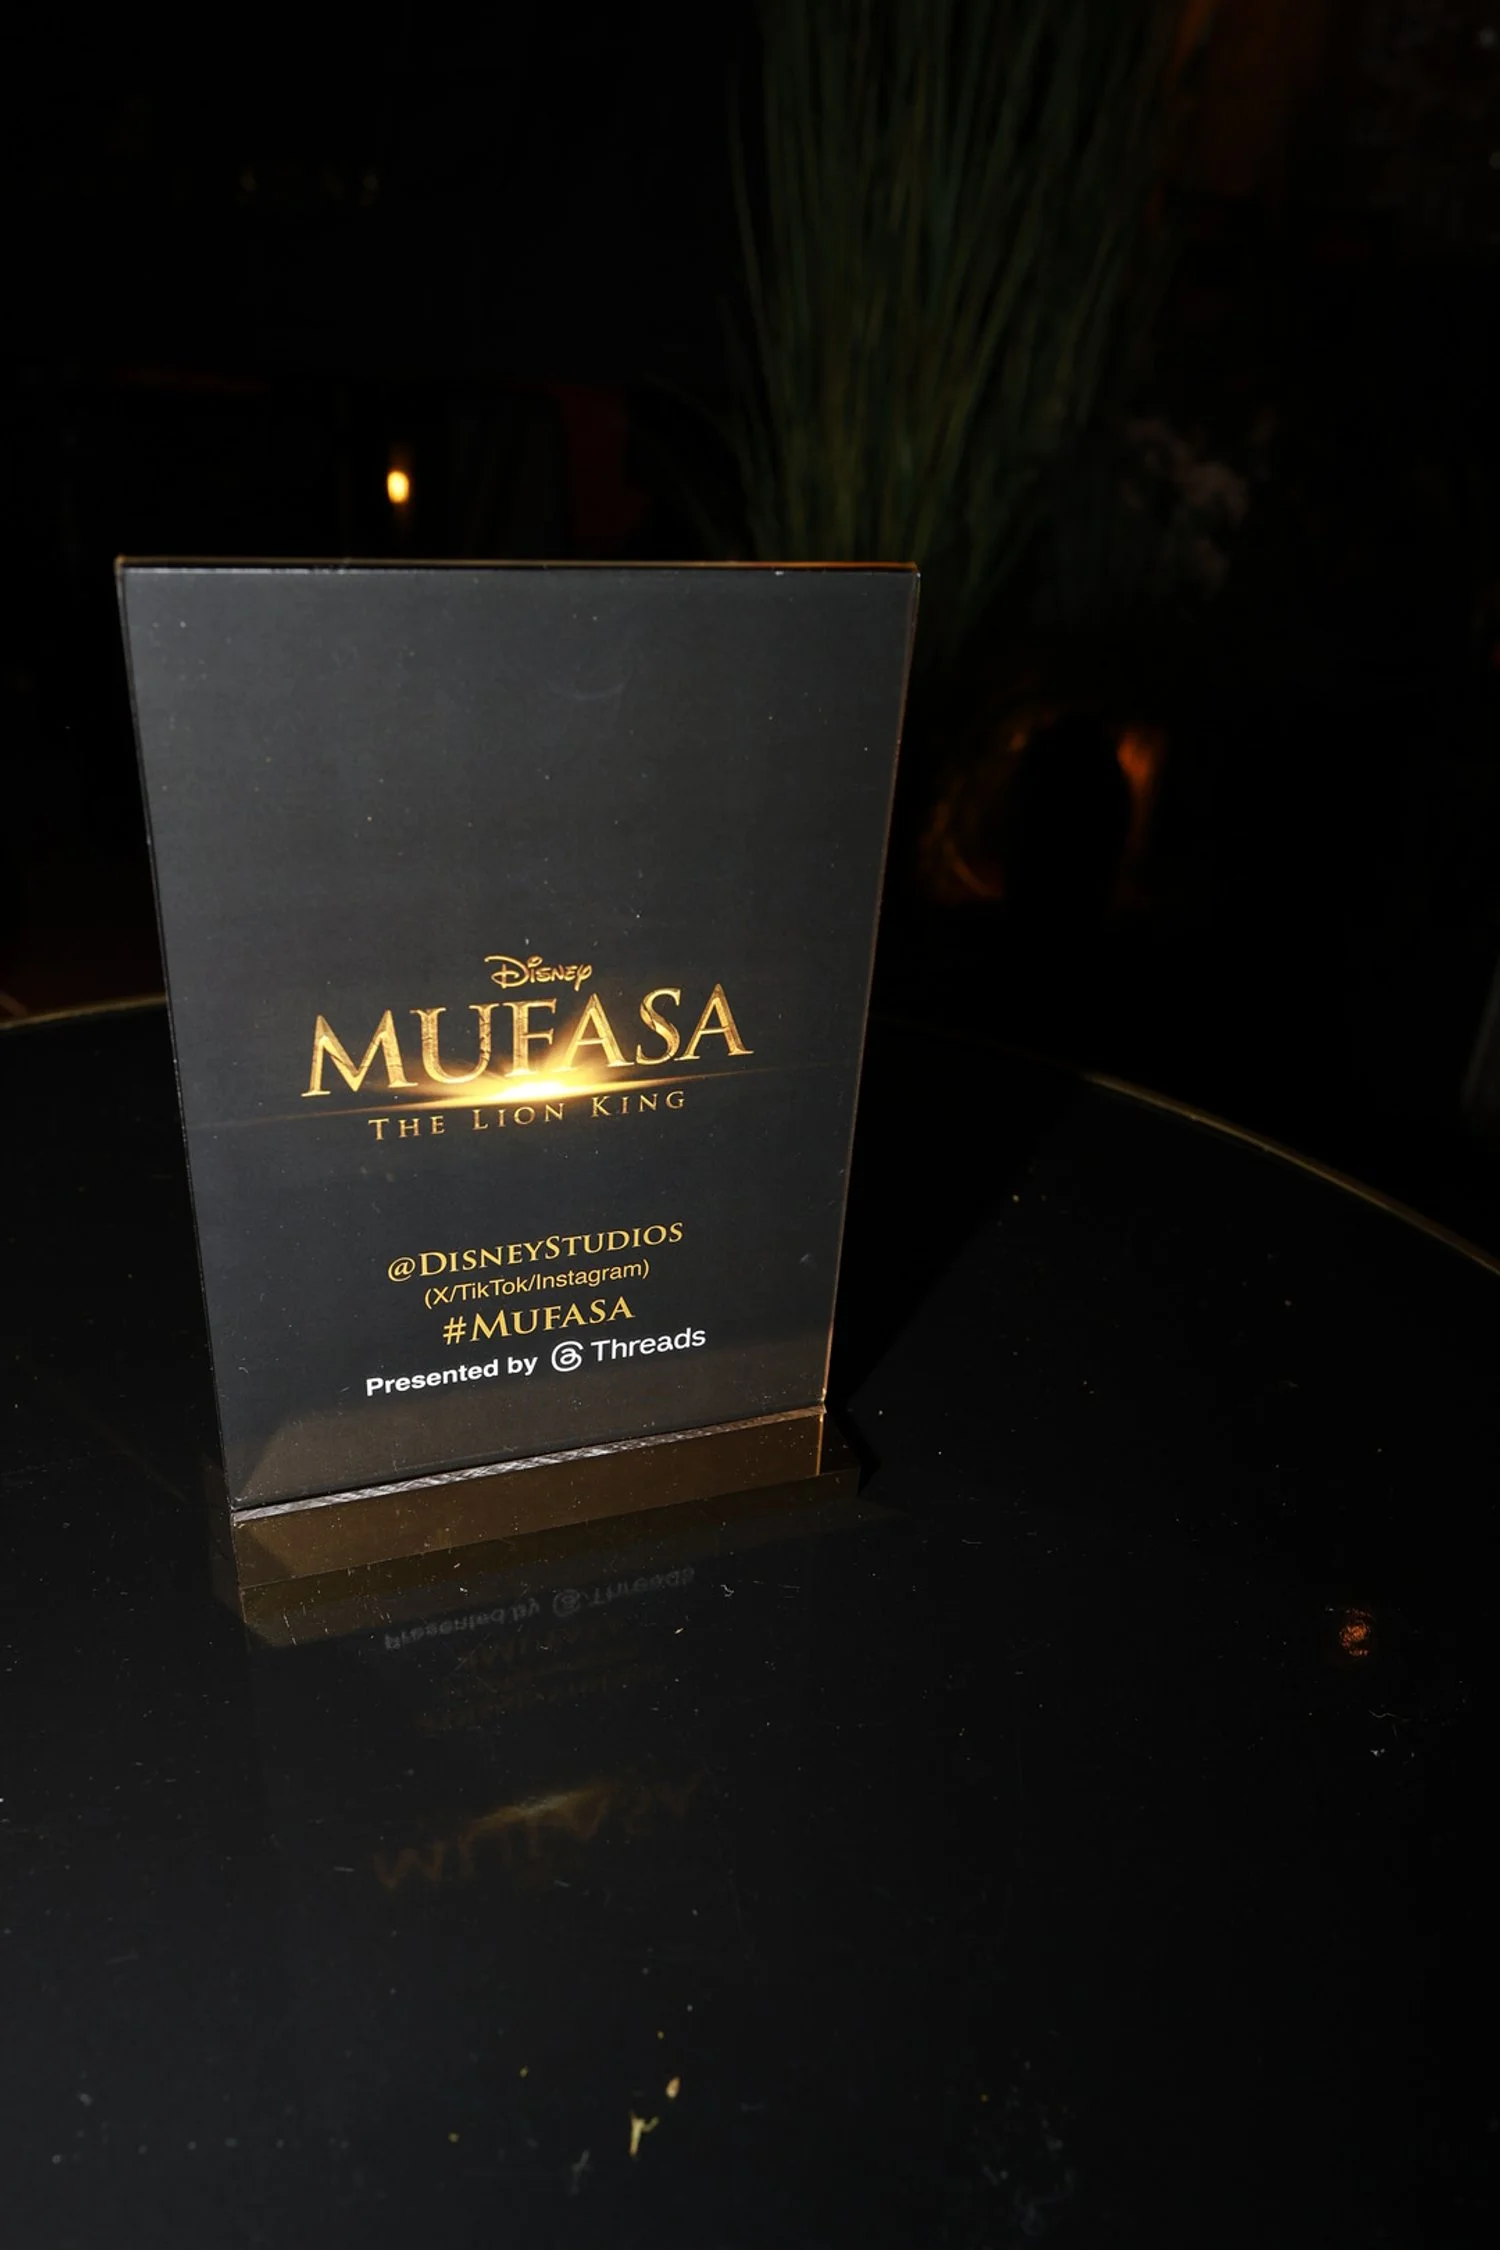 Disney
MUFASA
THE LION KING
@DISNEYSTUDIOS
(X/TikTok/Instagram)
#MUFASA
Presented by Threads